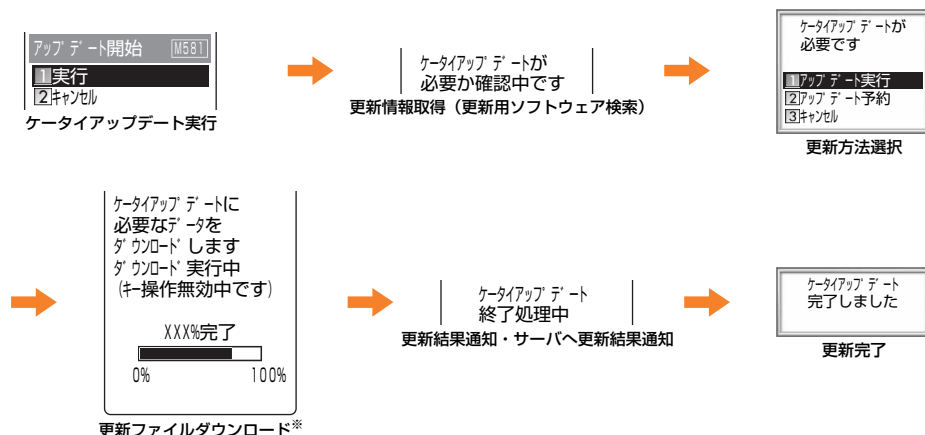 アップデート開始 M581
1実行
2キャンセル
ケータイアップデート実行
ケータイアップデートが
必要か確認中です
更新情報取得（更新用ソフトウェア検索）
ケータイアップデートが
必要です
1アップデート実行
2アップデート予約
3キャンセル
更新方法選択
ケータイアップデートに
必要なデータを
ダウンロードします
ダウンロード実行中
(キー操作無効中です)
XXX%完了
0% 100%
更新ファイルダウンロード※
ケータイアップデート
終了処理中
更新結果通知・サーバへ更新結果通知
ケータイアップデート
完了しました
更新完了